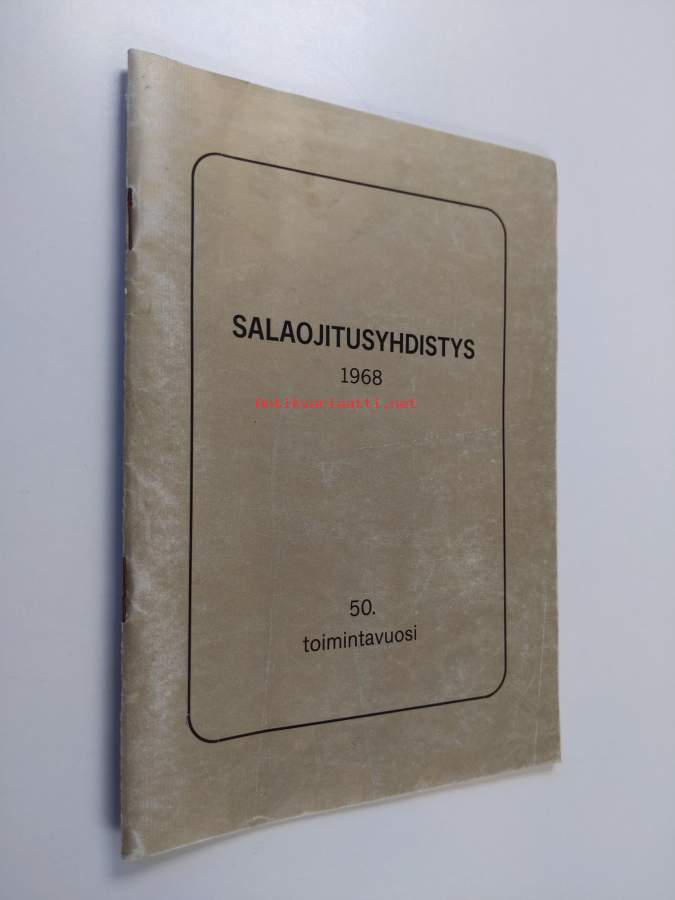 SALAOJITUSYHDISTYS
1968
antikvariaatti.net
50.
toimintavuosi